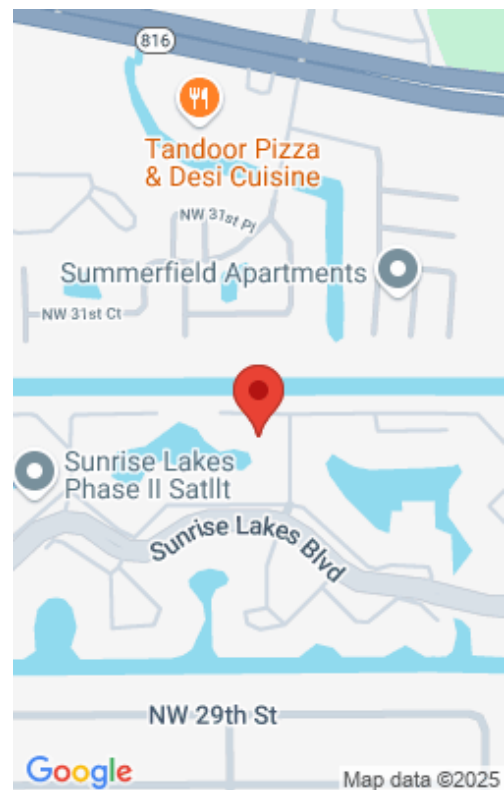 816
Tandoor Pizza
& Desi Cuisine
NW 31st Pl
Summerfield Apartments
NW 31st Ct
Sunrise Lakes
Phase II Satllt
Sunrise Lakes Blvd
NW 29th St
Google
Map data ©2025